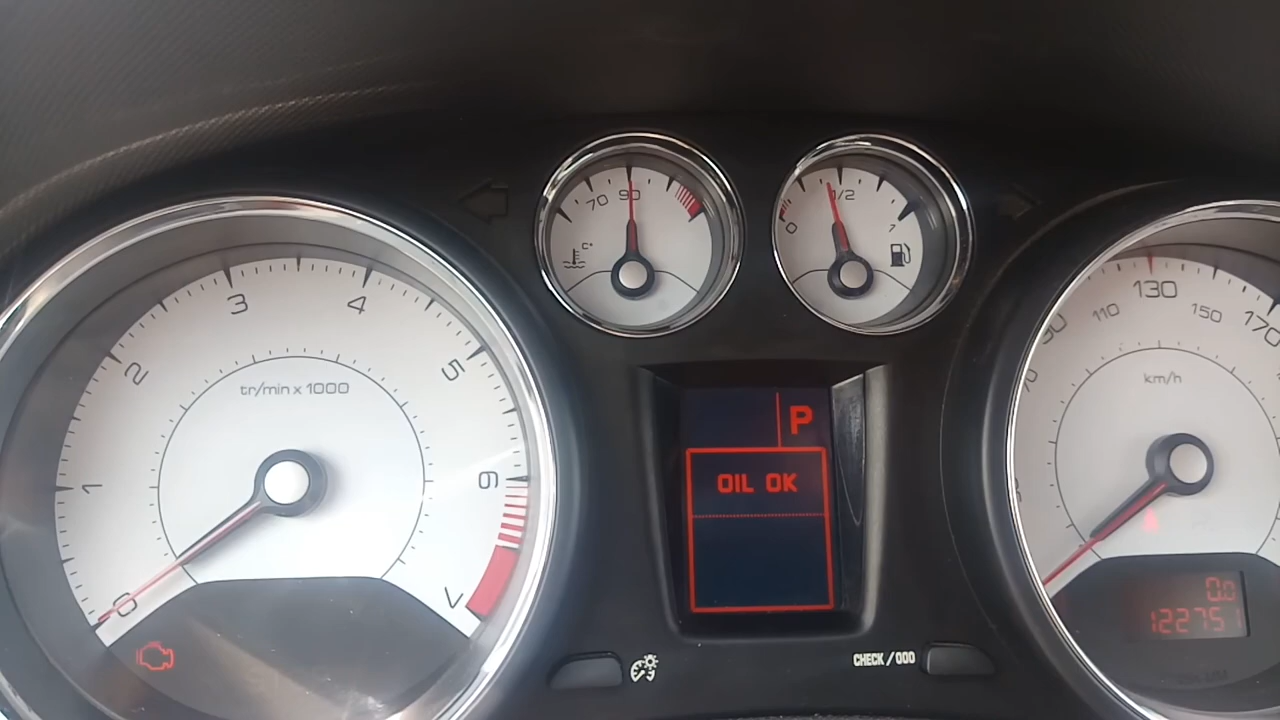 70 90
C°
0 1/2
0 1 2 3 4 5 6 7
tr/min x 1000
P
OIL OK
110 130 150 170
km/h
0.0
122751
CHECK / 000